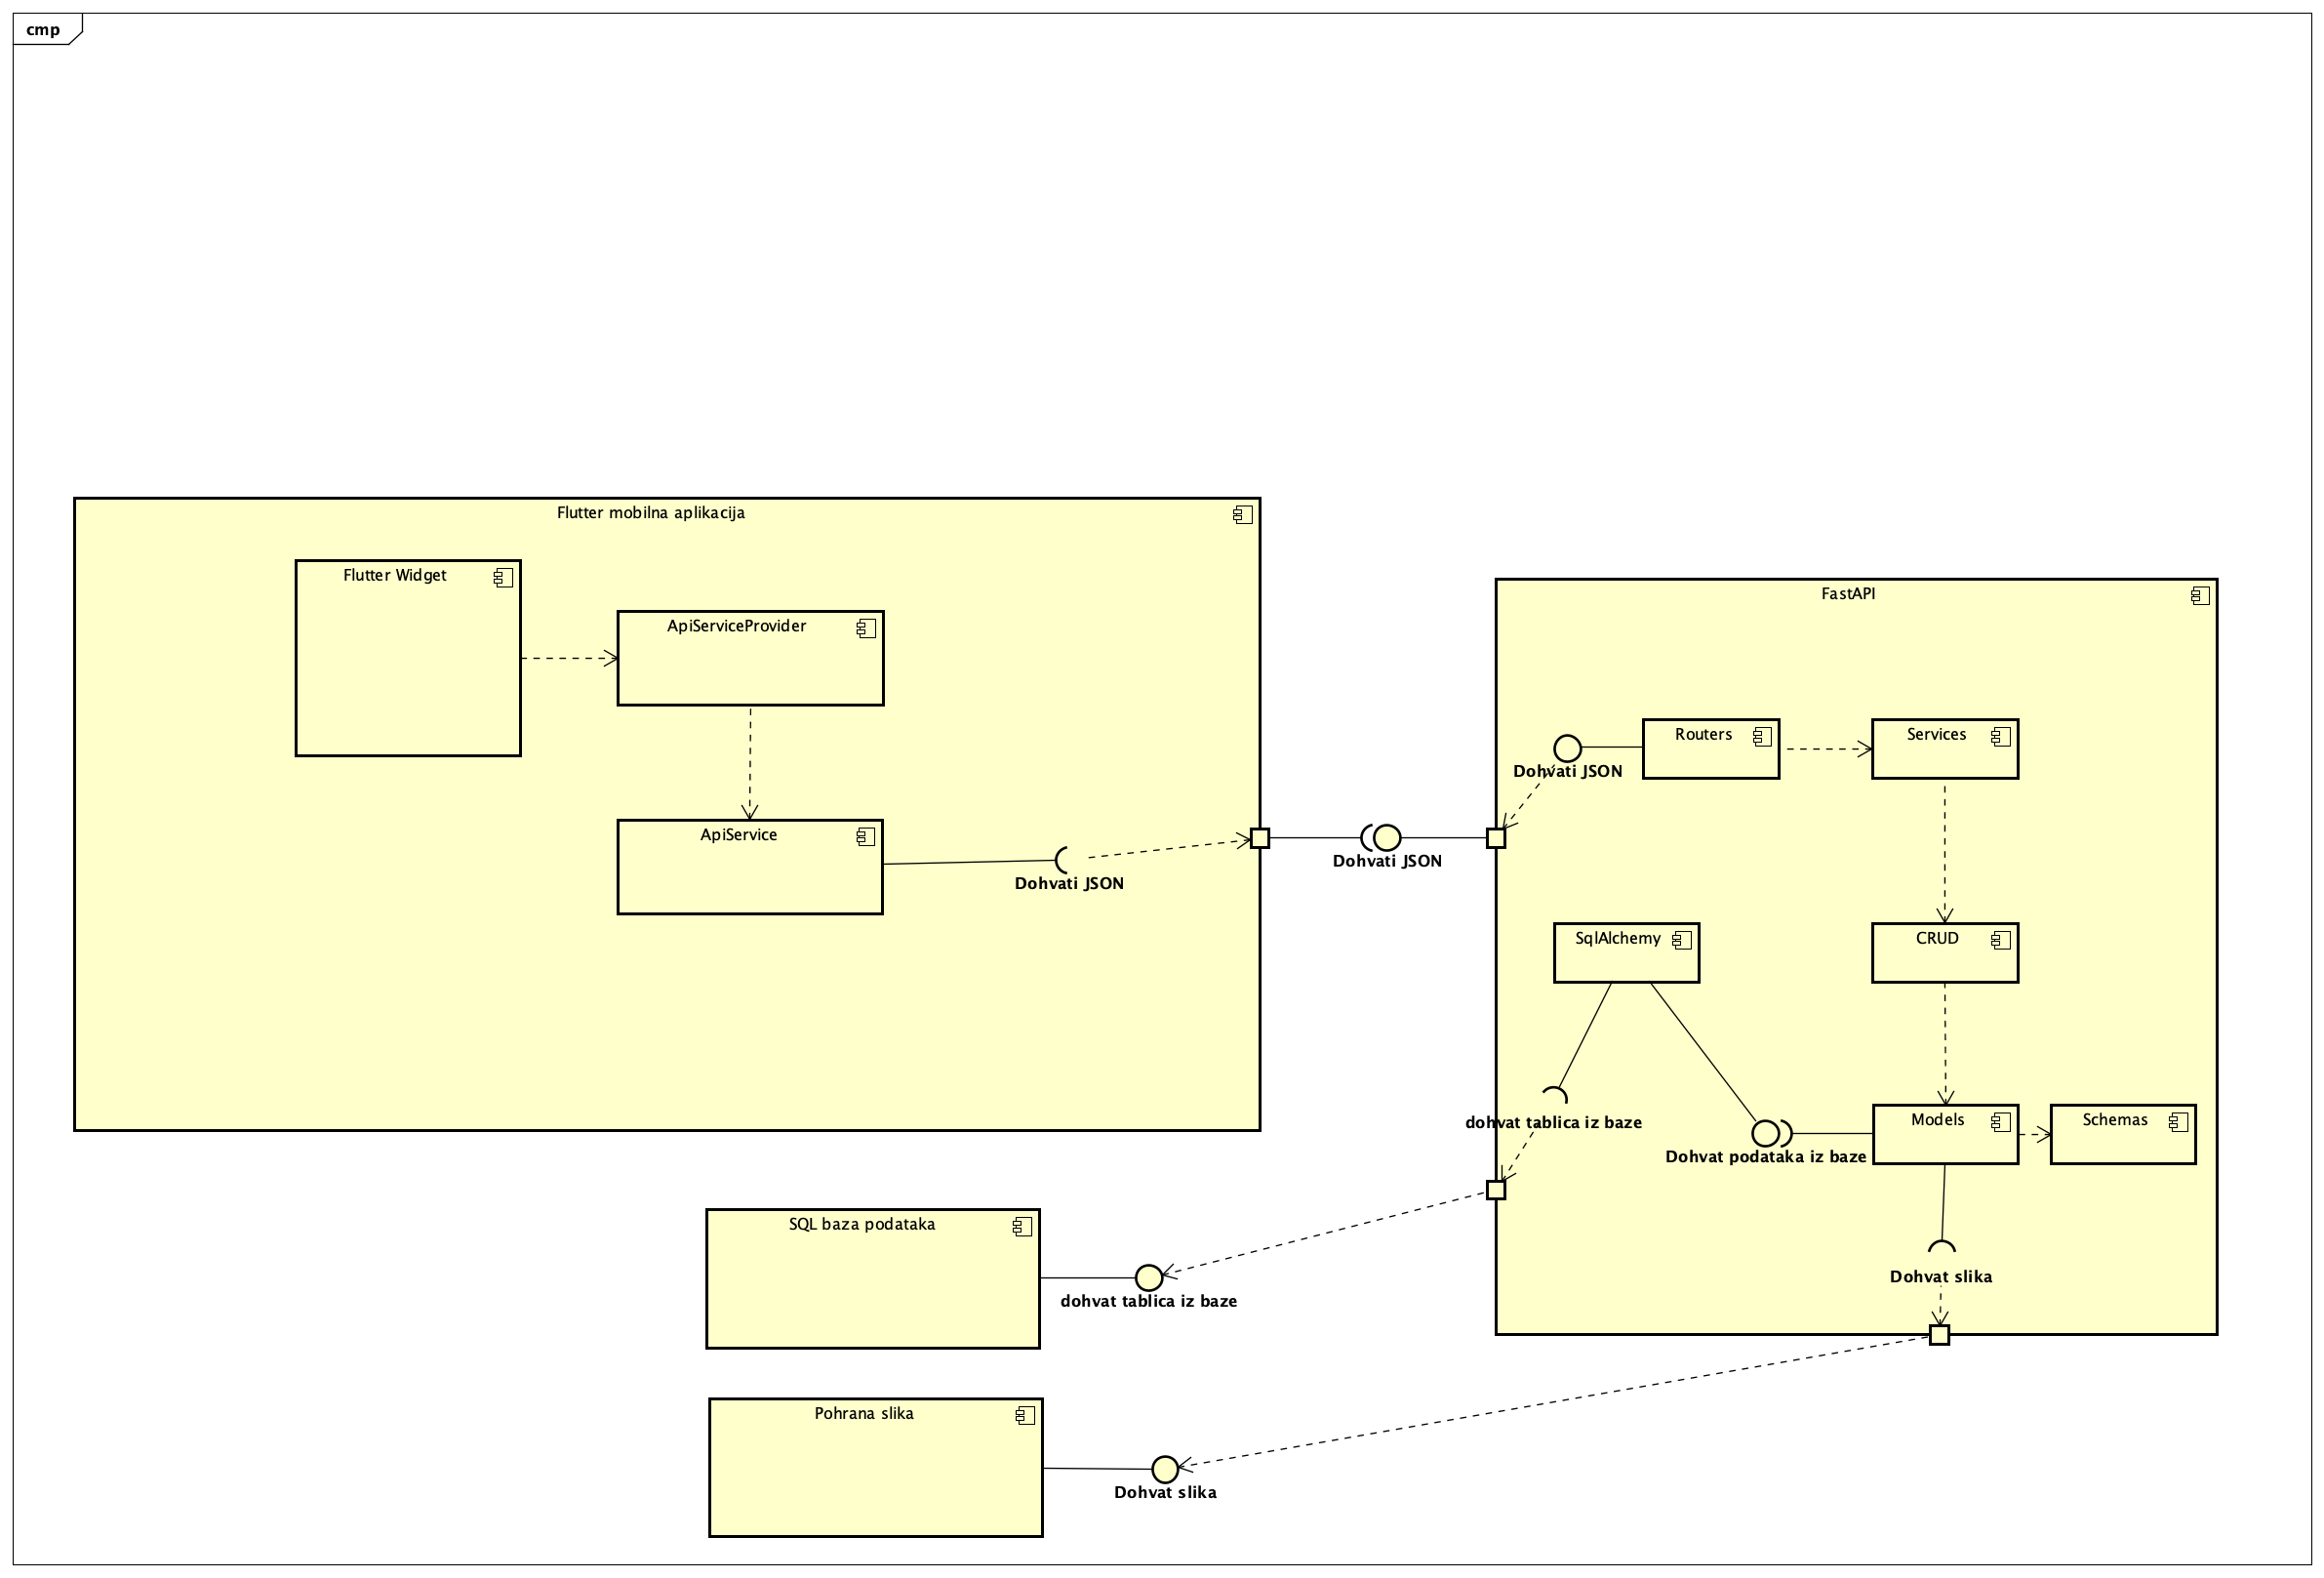 cmp
Flutter mobilna aplikacija
Flutter Widget
ApiServiceProvider
ApiService
Dohvati JSON
Dohvati JSON
FastAPI
Routers
Services
Dohvati JSON
SqlAlchemy
CRUD
dohvat tablica iz baze
Models
Schemas
Dohvat podataka iz baze
Dohvat slika
SQL baza podataka
dohvat tablica iz baze
Pohrana slika
Dohvat slika